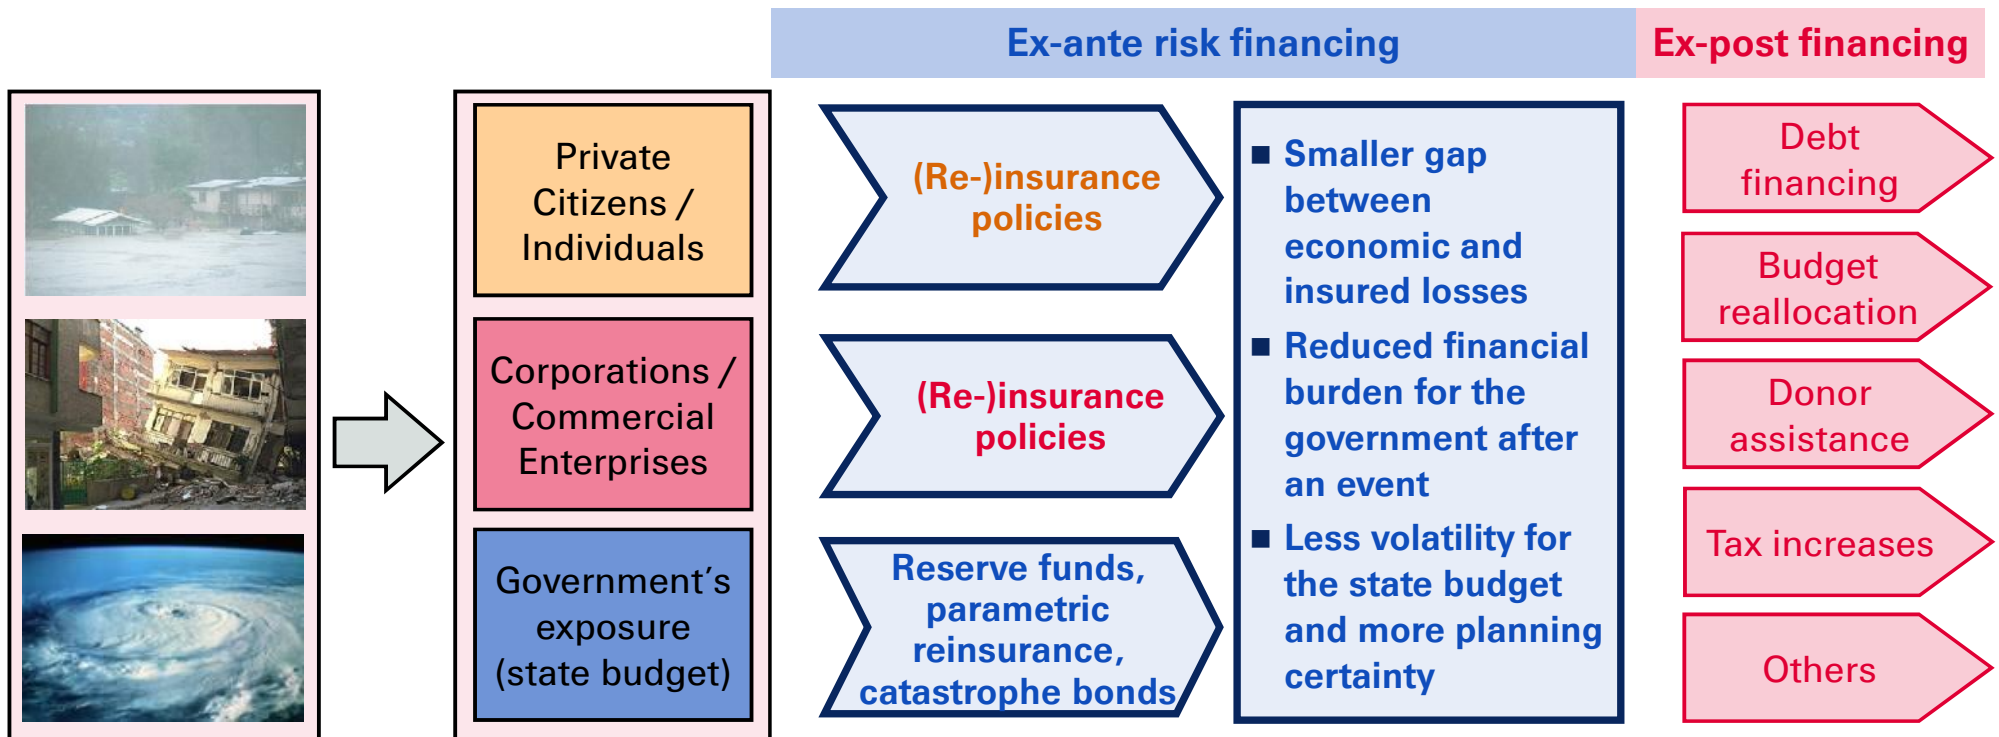 Ex-ante risk financing
Ex-post financing
Private
Citizens /
Individuals
Corporations /
Commercial
Enterprises
Government’s
exposure
(state budget)
(Re-)insurance
policies
(Re-)insurance
policies
Reserve funds,
parametric
reinsurance,
catastrophe bonds
■ Smaller gap
between
economic and
insured losses
■ Reduced financial
burden for the
government after
an event
■ Less volatility for
the state budget
and more planning
certainty
Debt
financing
Budget
reallocation
Donor
assistance
Tax increases
Others